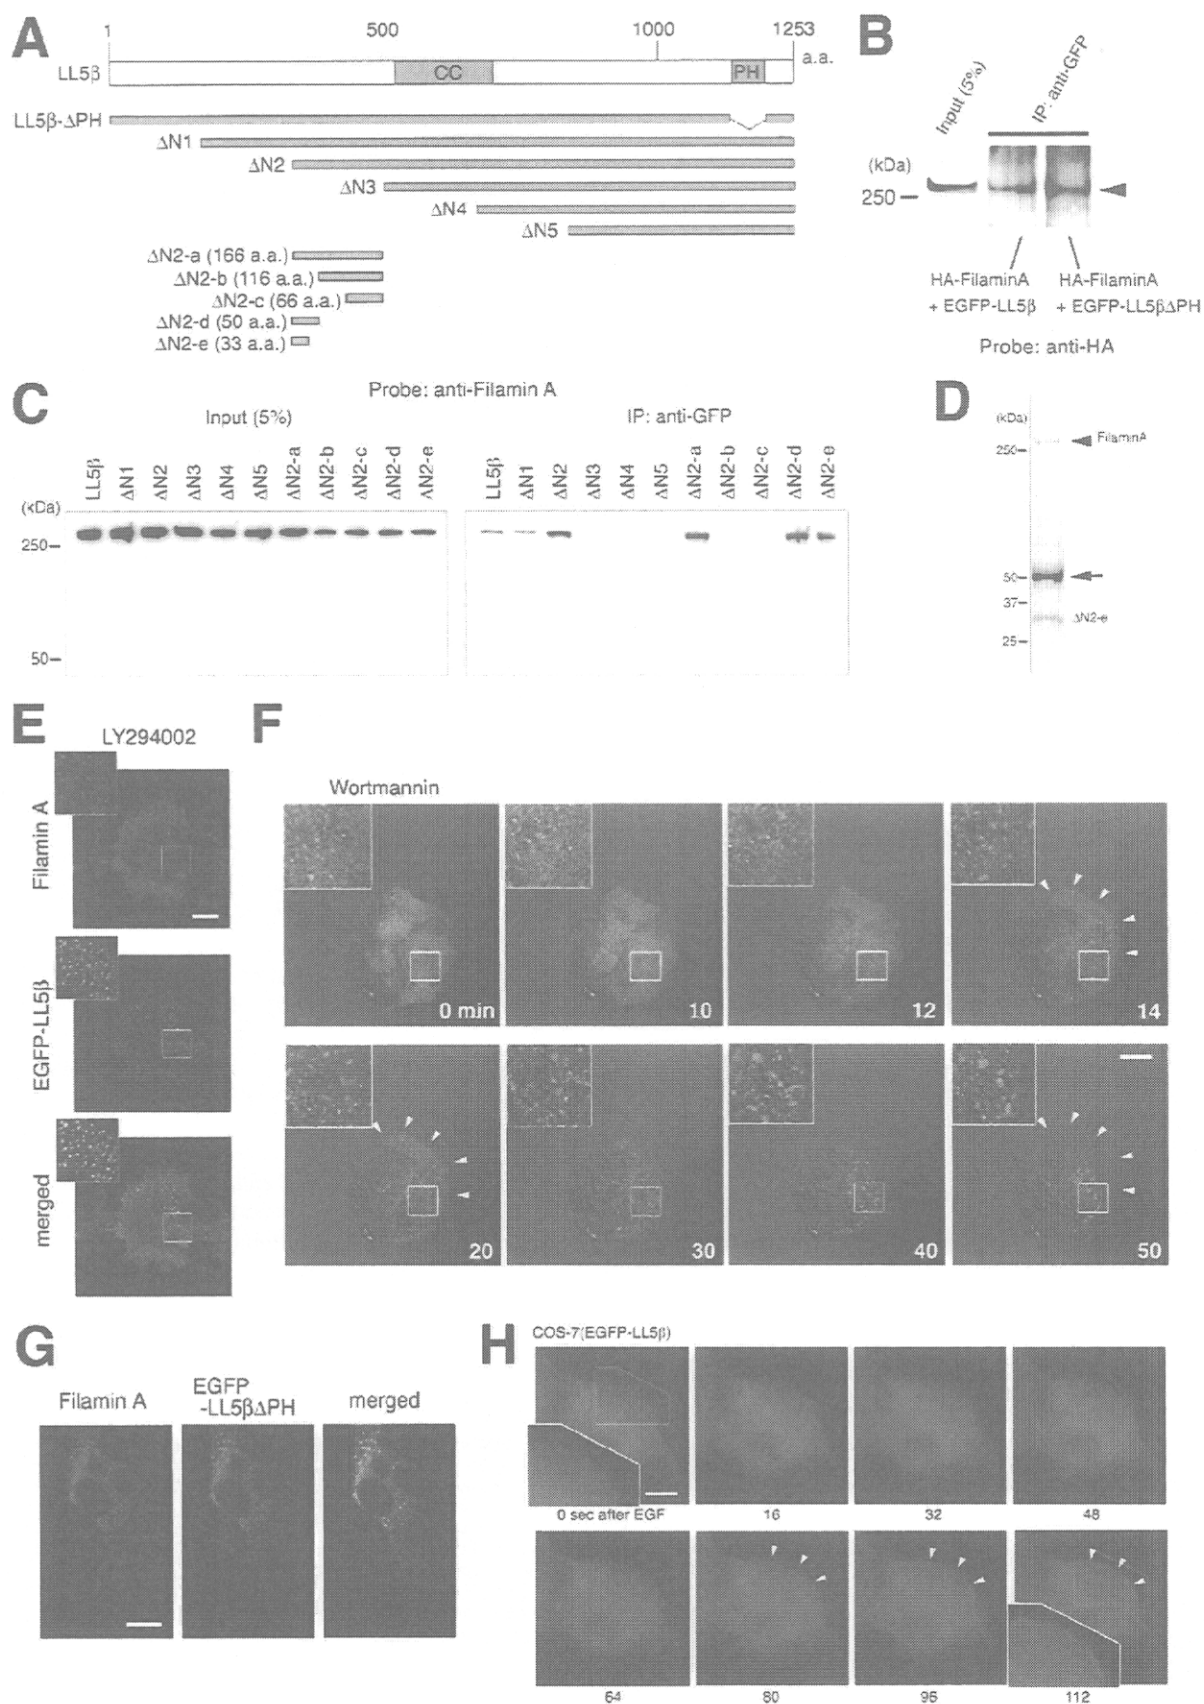 A
1 500 1000 1253
a.a.
LL5β CC PH
LL5β-ΔPH
ΔN1
ΔN2
ΔN3
ΔN4
ΔN5
ΔN2-a (166 a.a.)
ΔN2-b (116 a.a.)
ΔN2-c (66 a.a.)
ΔN2-d (50 a.a.)
ΔN2-e (33 a.a.)
B
Input (5%)
IP: anti-GFP
(kDa)
250
HA-FilaminA
+ EGFP-LL5β
HA-FilaminA
+ EGFP-LL5βΔPH
Probe: anti-HA
C
Probe: anti-Filamin A
Input (5%) IP: anti-GFP
LL5β ΔN1 ΔN2 ΔN3 ΔN4 ΔN5 ΔN2-a ΔN2-b ΔN2-c ΔN2-d ΔN2-e
LL5β ΔN1 ΔN2 ΔN3 ΔN4 ΔN5 ΔN2-a ΔN2-b ΔN2-c ΔN2-d ΔN2-e
(kDa)
250
50
D
(kDa)
FilaminA
250
50
37
ΔN2-e
25
E
LY294002
Filamin A
EGFP-LL5β
merged
F
Wortmannin
0 min 10 12 14
20 30 40 50
G
Filamin A
EGFP
-LL5βΔPH
merged
H
COS-7(EGFP-LL5β)
0 sec after EGF 16 32 48
64 80 96 112